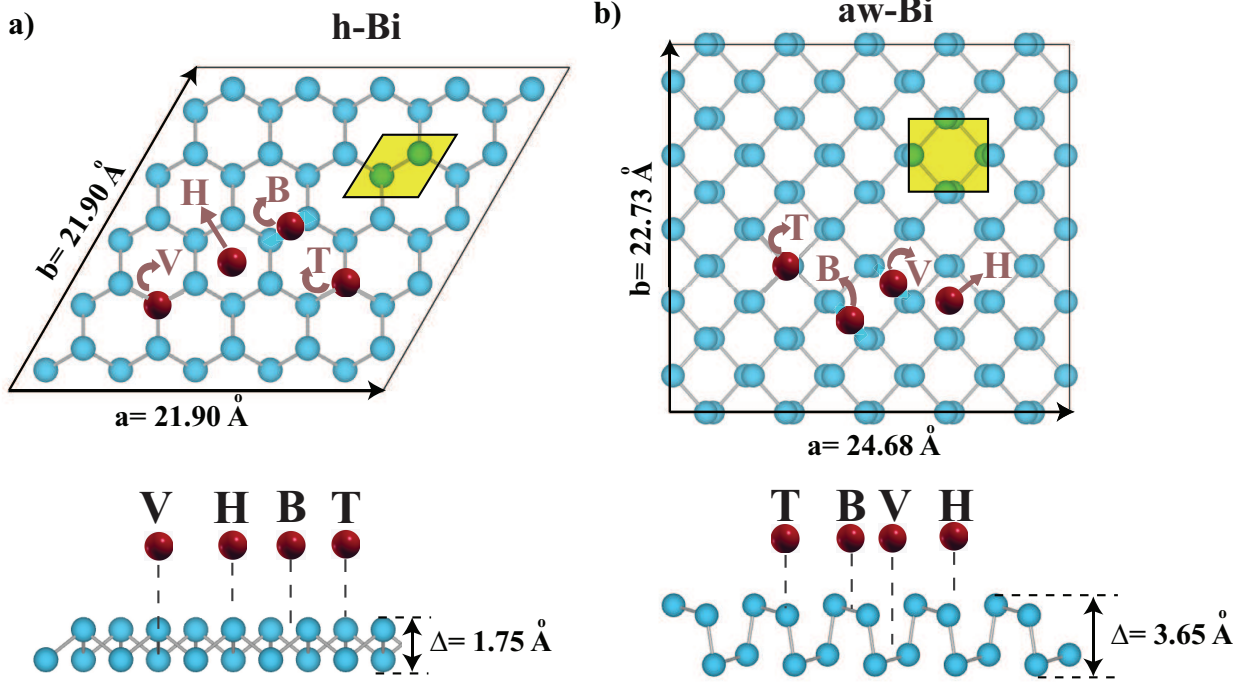 a)
h-Bi
b= 21.90 Å
H
B
V
T
a= 21.90 Å
V H B T
Δ= 1.75 Å
b)
aw-Bi
b= 22.73 Å
T
B
V
H
a= 24.68 Å
T B V H
Δ= 3.65 Å